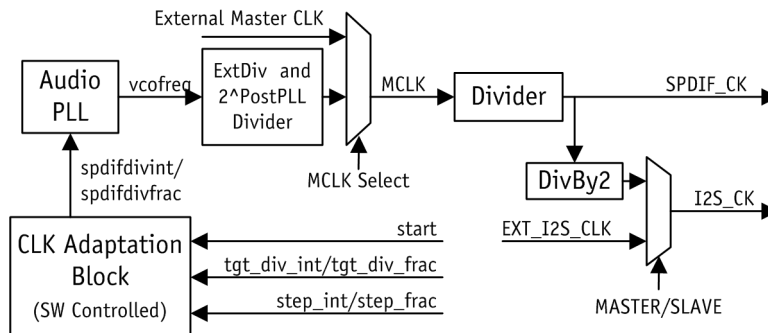 External Master CLK
Audio
PLL
vcofreq
ExtDiv and
2^PostPLL
Divider
MCLK
Divider
SPDIF_CK
spdifdivint/
spdifdivfrac
MCLK Select
DivBy2
I2S_CK
CLK Adaptation
Block
(SW Controlled)
start
EXT_I2S_CLK
tgt_div_int/tgt_div_frac
step_int/step_frac
MASTER/SLAVE